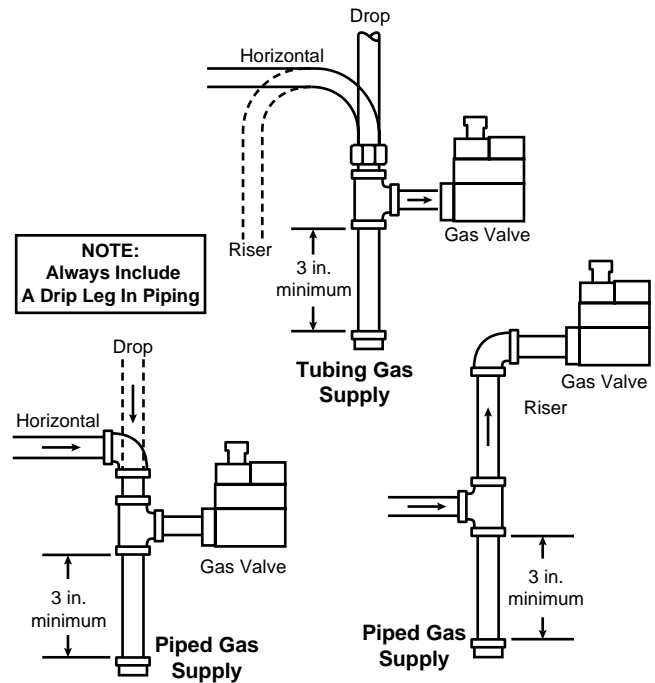 Drop
Horizontal
Gas Valve
Riser
3 in.
minimum
Tubing Gas
Supply
NOTE:
Always Include
A Drip Leg In Piping
Drop
Horizontal
Gas Valve
3 in.
minimum
Piped Gas
Supply
Gas Valve
Riser
3 in.
minimum
Piped Gas
Supply